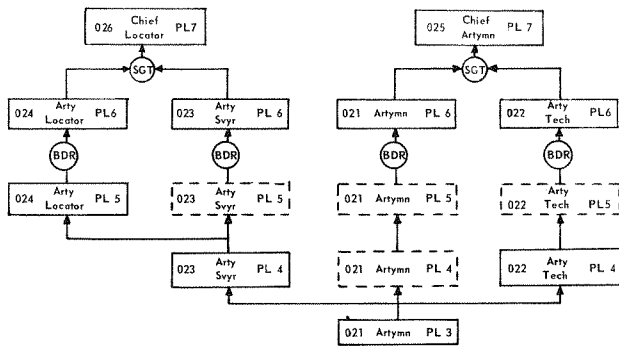 026 Chief Locator PL7
025 Chief Artymn PL 7
SGT
SGT
024 Arty Locator PL6
023 Arty Svyr PL 6
021 Artymn PL 6
022 Arty Tech PL6
BDR
BDR
BDR
BDR
024 Arty Locator PL 5
023 Arty Svyr PL 5
021 Artymn PL 5
022 Arty Tech PL5
023 Arty Svyr PL 4
021 Artymn PL 4
022 Arty Tech PL 4
021 Artymn PL 3